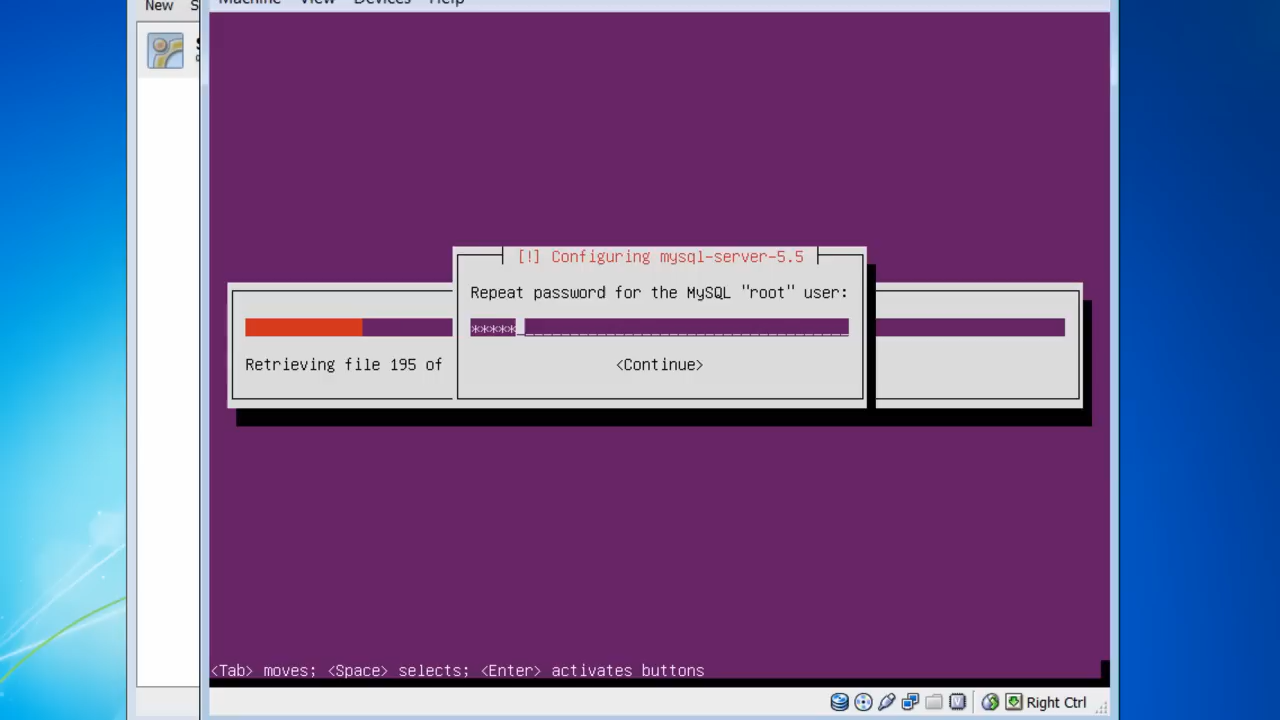 New S
Machine View Devices Help
[!] Configuring mysql-server-5.5
Repeat password for the MySQL "root" user:
*****
Retrieving file 195 of
<Continue>
<Tab> moves; <Space> selects; <Enter> activates buttons
Right Ctrl